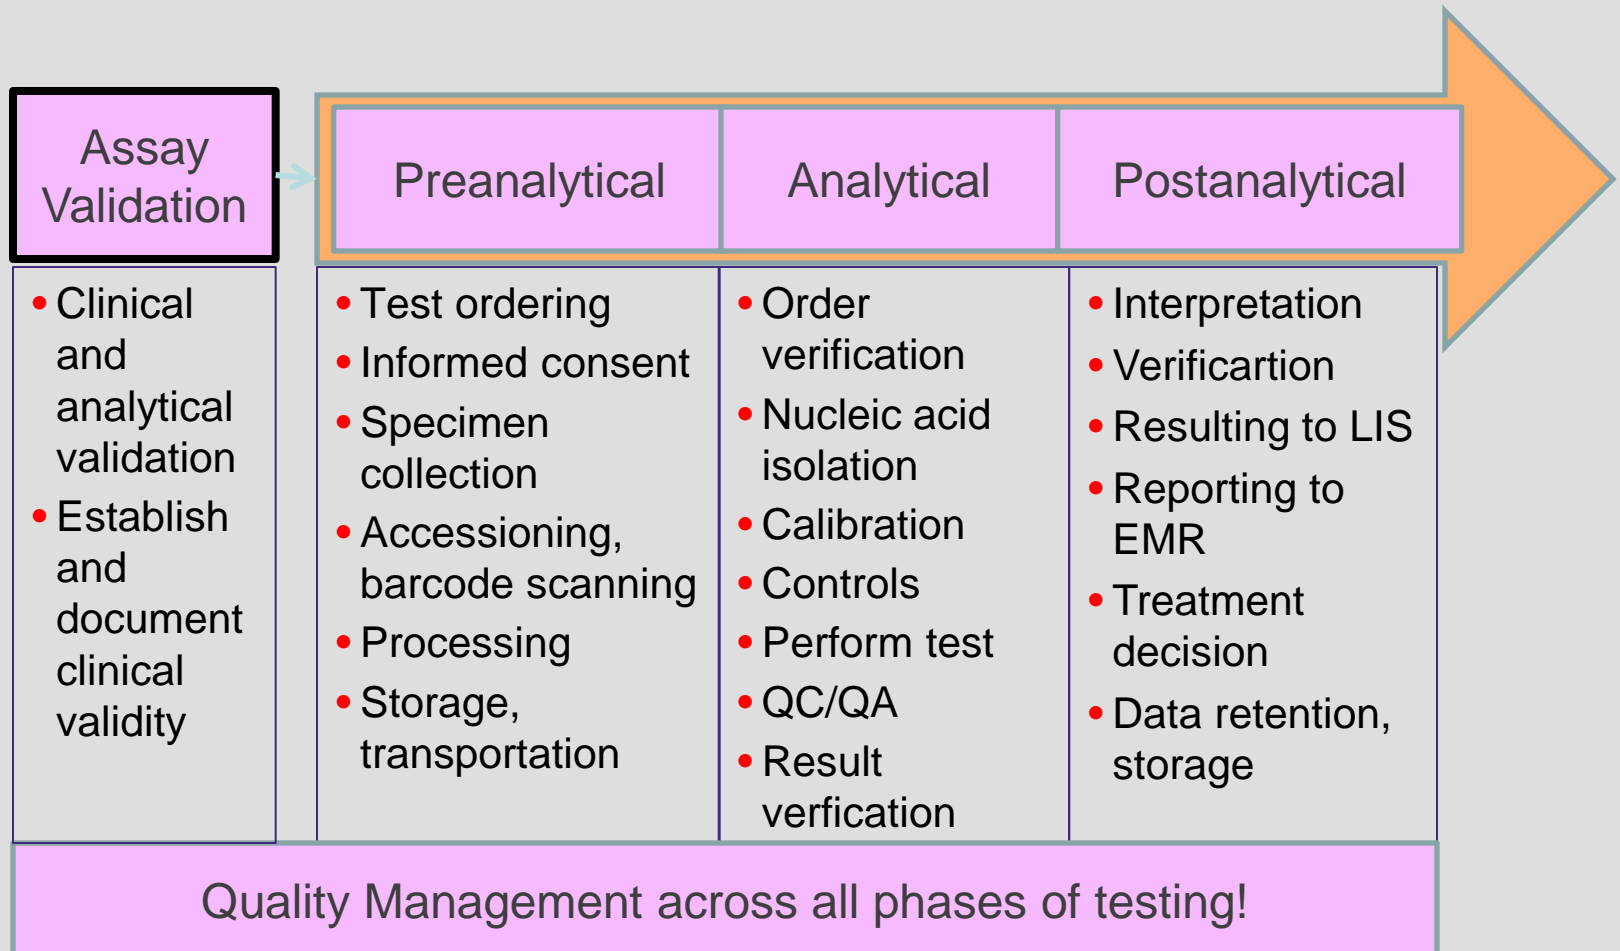 Assay
Validation
Preanalytical
Analytical
Postanalytical
• Clinical
and
analytical
validation
• Establish
and
document
clinical
validity
• Test ordering
• Informed consent
• Specimen
collection
• Accessioning,
barcode scanning
• Processing
• Storage,
transportation
• Order
verification
• Nucleic acid
isolation
• Calibration
• Controls
• Perform test
• QC/QA
• Result
verfication
• Interpretation
• Verificartion
• Resulting to LIS
• Reporting to
EMR
• Treatment
decision
• Data retention,
storage
Quality Management across all phases of testing!